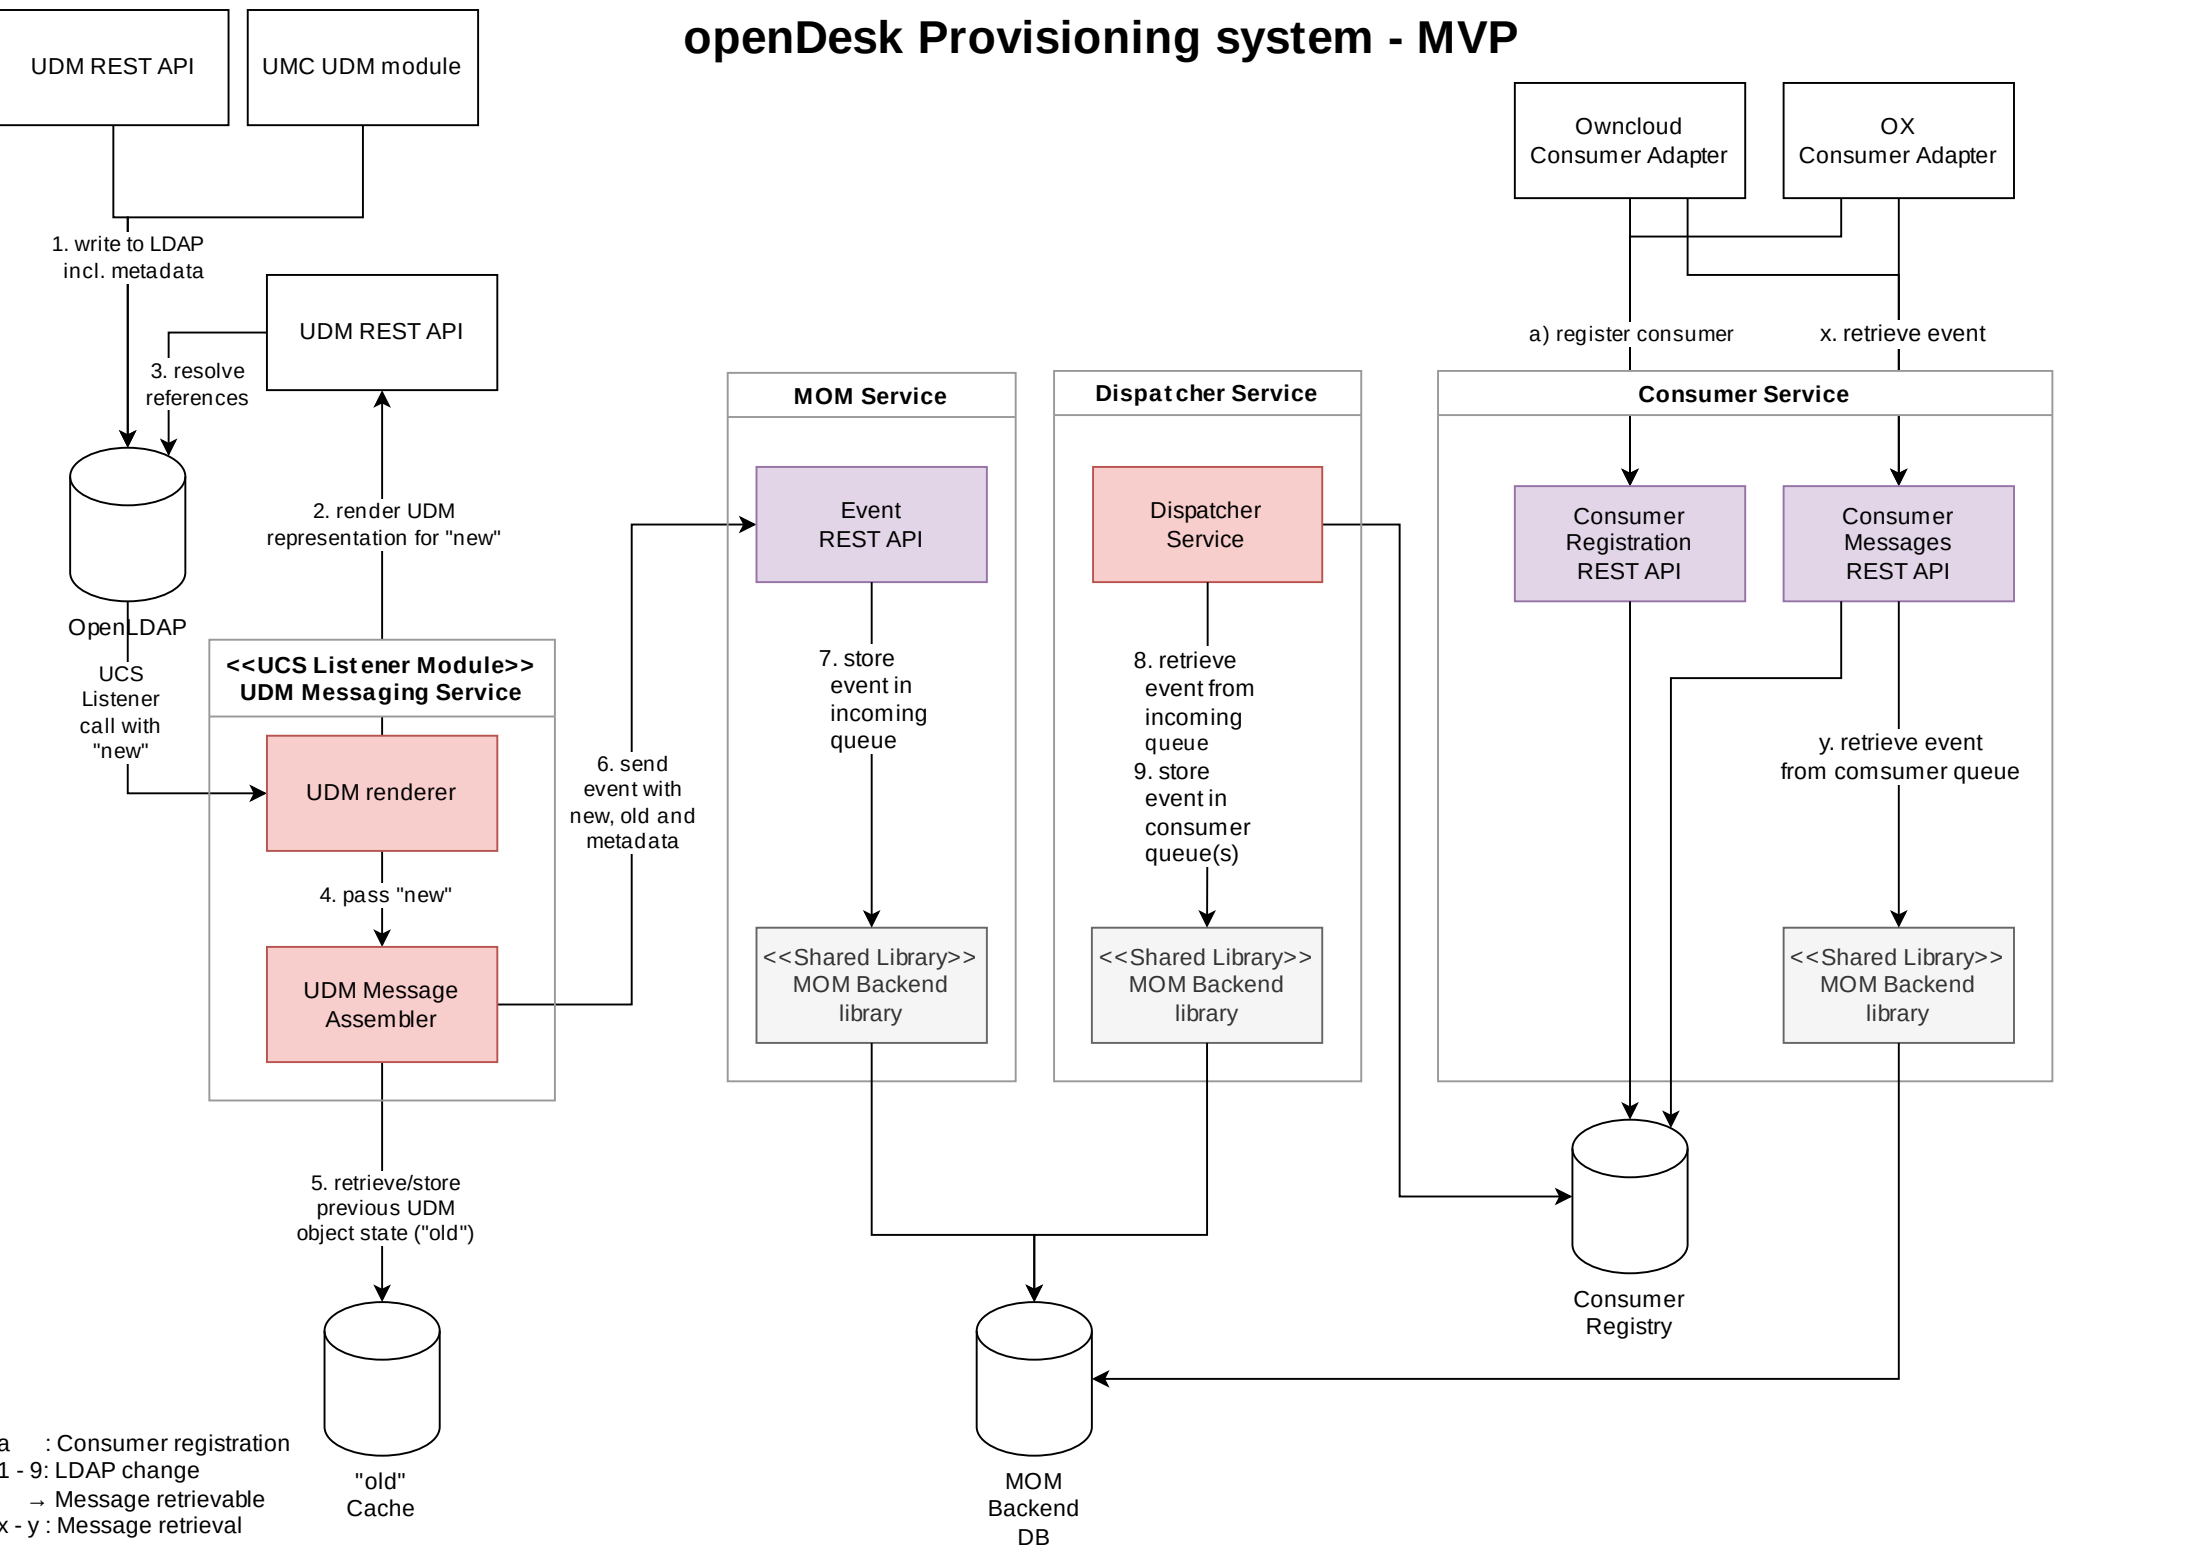 openDesk Provisioning system - MVP
UDM REST API
UMC UDM module
Owncloud
Consumer Adapter
OX
Consumer Adapter
1. write to LDAP
incl. metadata
UDM REST API
3. resolve
references
a) register consumer
x. retrieve event
MOM Service
Dispatcher Service
Consumer Service
2. render UDM
representation for "new"
Event
REST API
Dispatcher
Service
Consumer
Registration
REST API
Consumer
Messages
REST API
OpenLDAP
UCS
Listener
call with
"new"
<<UCS Listener Module>>
UDM Messaging Service
UDM renderer
4. pass "new"
UDM Message
Assembler
6. send
event with
new, old and
metadata
7. store
event in
incoming
queue
8. retrieve
event from
incoming
queue
9. store
event in
consumer
queue(s)
y. retrieve event
from comsumer queue
<<Shared Library>>
MOM Backend
library
<<Shared Library>>
MOM Backend
library
<<Shared Library>>
MOM Backend
library
5. retrieve/store
previous UDM
object state ("old")
Consumer
Registry
"old"
Cache
MOM
Backend
DB
a : Consumer registration
1 - 9: LDAP change
→ Message retrievable
x - y : Message retrieval